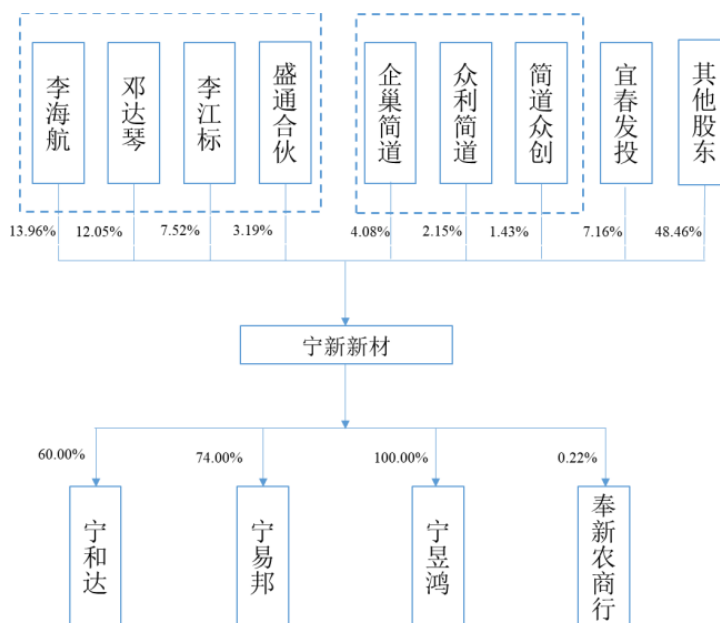 李海航
邓达琴
李江标
盛通合伙
企巢简道
众利简道
简道众创
宜春发投
其他股东
13.96%
12.05%
7.52%
3.19%
4.08%
2.15%
1.43%
7.16%
48.46%
宁新新材
60.00%
74.00%
100.00%
0.22%
宁和达
宁易邦
宁昱鸿
奉新农商行